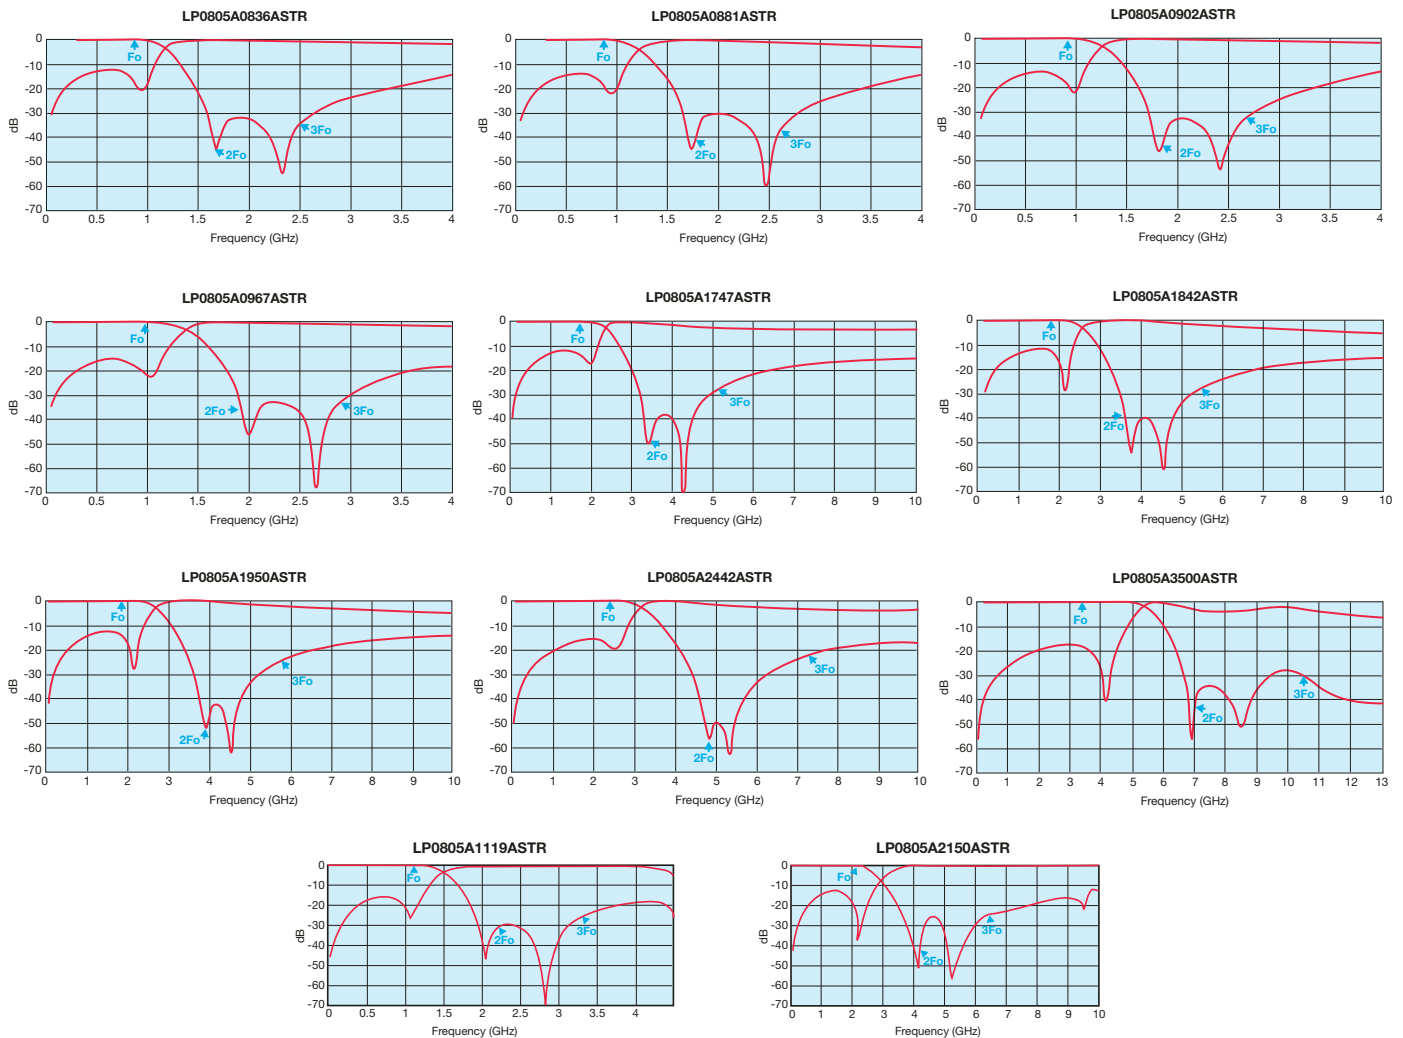 LP0805A0836ASTR
0
-10
-20
-30
-40
-50
-60
-70
dB
Fo
2Fo
3Fo
0 0.5 1 1.5 2 2.5 3 3.5 4
Frequency (GHz)
LP0805A0881ASTR
0
-10
-20
-30
-40
-50
-60
-70
dB
Fo
2Fo
3Fo
0 0.5 1 1.5 2 2.5 3 3.5 4
Frequency (GHz)
LP0805A0902ASTR
0
-10
-20
-30
-40
-50
-60
-70
dB
Fo
2Fo
3Fo
0 0.5 1 1.5 2 2.5 3 3.5 4
Frequency (GHz)
LP0805A0967ASTR
0
-10
-20
-30
-40
-50
-60
-70
dB
Fo
2Fo
3Fo
0 0.5 1 1.5 2 2.5 3 3.5 4
Frequency (GHz)
LP0805A1747ASTR
0
-10
-20
-30
-40
-50
-60
-70
dB
Fo
2Fo
3Fo
0 1 2 3 4 5 6 7 8 9 10
Frequency (GHz)
LP0805A1842ASTR
0
-10
-20
-30
-40
-50
-60
-70
dB
Fo
2Fo
3Fo
0 1 2 3 4 5 6 7 8 9 10
Frequency (GHz)
LP0805A1950ASTR
0
-10
-20
-30
-40
-50
-60
-70
dB
Fo
2Fo
3Fo
0 1 2 3 4 5 6 7 8 9 10
Frequency (GHz)
LP0805A2442ASTR
0
-10
-20
-30
-40
-50
-60
-70
dB
Fo
2Fo
3Fo
0 1 2 3 4 5 6 7 8 9 10
Frequency (GHz)
LP0805A3500ASTR
0
-10
-20
-30
-40
-50
-60
-70
dB
Fo
2Fo
3Fo
0 1 2 3 4 5 6 7 8 9 10 11 12 13
Frequency (GHz)
LP0805A1119ASTR
0
-10
-20
-30
-40
-50
-60
-70
dB
Fo
2Fo
3Fo
0 0.5 1 1.5 2 2.5 3 3.5 4
Frequency (GHz)
LP0805A2150ASTR
0
-10
-20
-30
-40
-50
-60
-70
dB
Fo
2Fo
3Fo
0 1 2 3 4 5 6 7 8 9 10
Frequency (GHz)